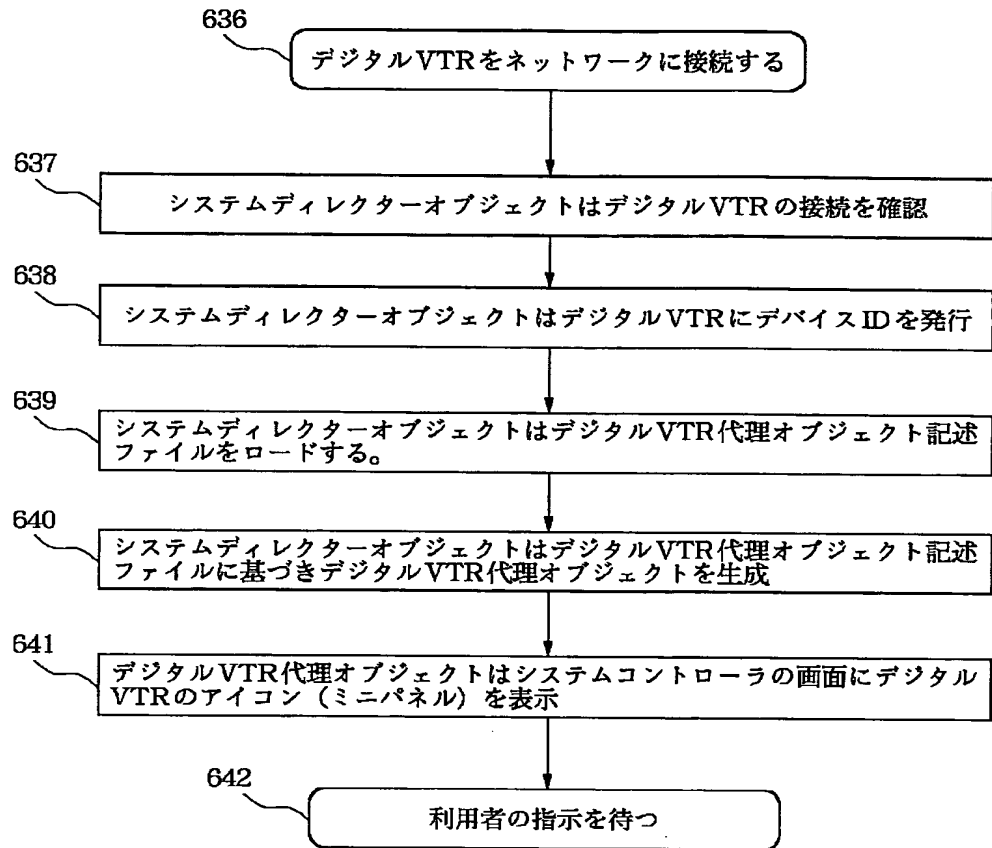 636
デジタルVTRをネットワークに接続する
637
システムディレクターオブジェクトはデジタルVTRの接続を確認
638
システムディレクターオブジェクトはデジタルVTRにデバイスIDを発行
639
システムディレクターオブジェクトはデジタルVTR代理オブジェクト記述
ファイルをロードする。
640
システムディレクターオブジェクトはデジタルVTR代理オブジェクト記述
ファイルに基づきデジタルVTR代理オブジェクトを生成
641
デジタルVTR代理オブジェクトはシステムコントローラの画面にデジタル
VTRのアイコン（ミニパネル）を表示
642
利用者の指示を待つ